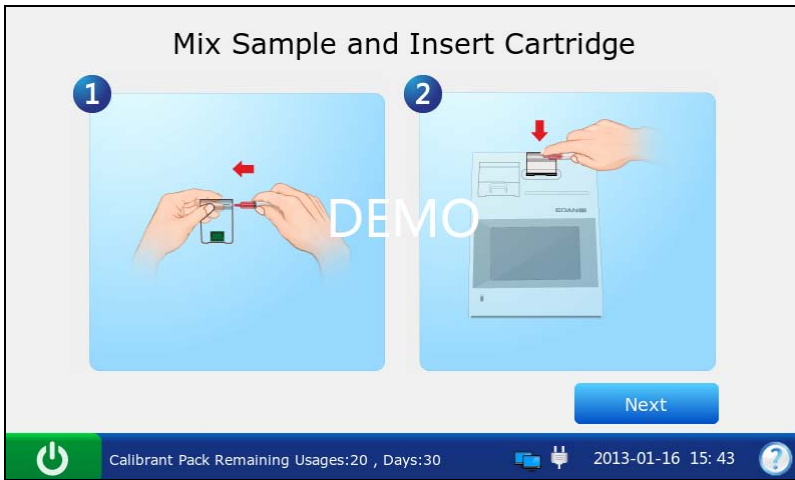 Mix Sample and Insert Cartridge
1
2
DEMO
EDAN
Next
Calibrant Pack Remaining Usages:20 , Days:30
2013-01-16 15: 43
?